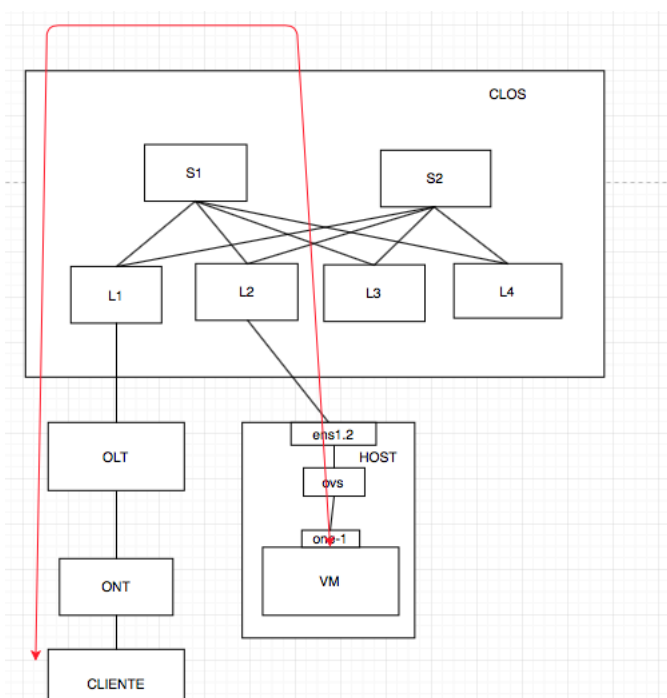 CLOS
S1
S2
L1
L2
L3
L4
ens1.2
HOST
OLT
ovs
one-1
ONT
VM
CLIENTE